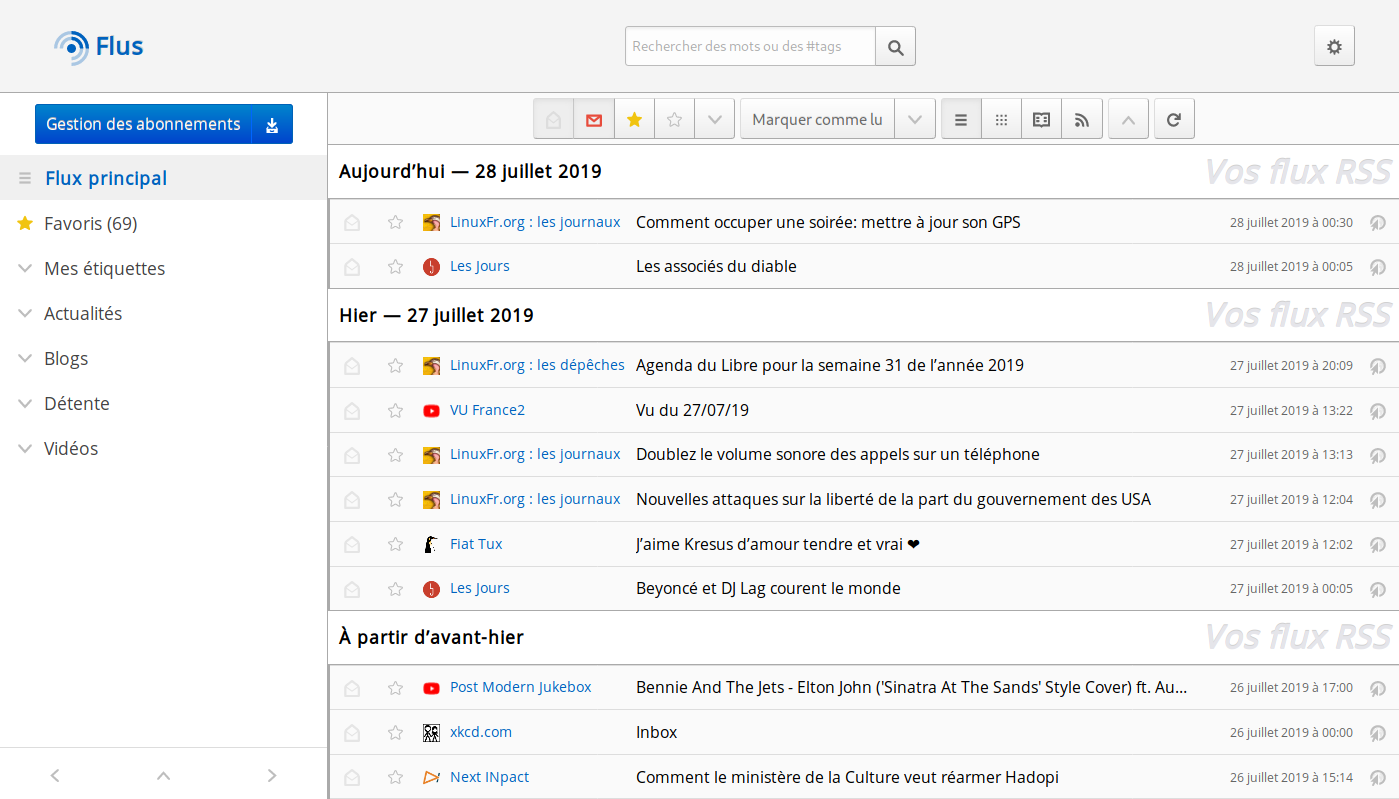 Flus
Rechercher des mots ou des #tags
Gestion des abonnements
Flux principal
Favoris (69)
Mes étiquettes
Actualités
Blogs
Détente
Vidéos
Marquer comme lu
Aujourd’hui — 28 juillet 2019 Vos flux RSS
LinuxFr.org : les journaux Comment occuper une soirée: mettre à jour son GPS 28 juillet 2019 à 00:30
Les Jours Les associés du diable 28 juillet 2019 à 00:05
Hier — 27 juillet 2019 Vos flux RSS
LinuxFr.org : les dépêches Agenda du Libre pour la semaine 31 de l’année 2019 27 juillet 2019 à 20:09
VU France2 Vu du 27/07/19 27 juillet 2019 à 13:22
LinuxFr.org : les journaux Doublez le volume sonore des appels sur un téléphone 27 juillet 2019 à 13:13
LinuxFr.org : les journaux Nouvelles attaques sur la liberté de la part du gouvernement des USA 27 juillet 2019 à 12:04
Fiat Tux J’aime Kresus d’amour tendre et vrai ❤ 27 juillet 2019 à 12:02
Les Jours Beyoncé et DJ Lag courent le monde 27 juillet 2019 à 00:05
À partir d’avant-hier Vos flux RSS
Post Modern Jukebox Bennie And The Jets - Elton John ('Sinatra At The Sands' Style Cover) ft. Au... 26 juillet 2019 à 17:00
xkcd.com Inbox 26 juillet 2019 à 00:00
Next INpact Comment le ministère de la Culture veut réarmer Hadopi 26 juillet 2019 à 15:14